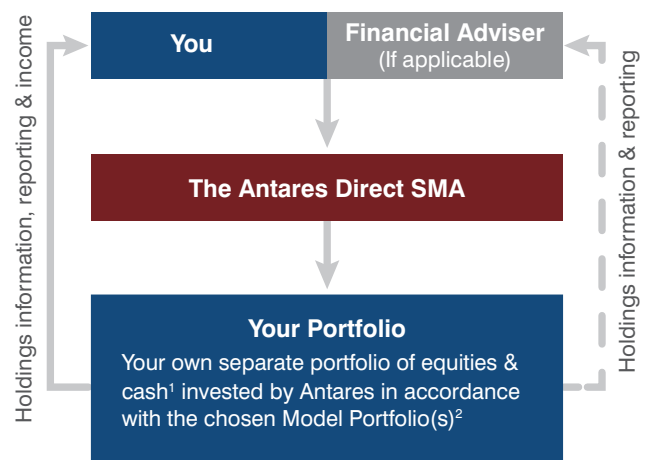 You
Financial Adviser
(If applicable)
Holdings information, reporting & income
Holdings information & reporting
The Antares Direct SMA
Your Portfolio
Your own separate portfolio of equities &
cash¹ invested by Antares in accordance
with the chosen Model Portfolio(s)²